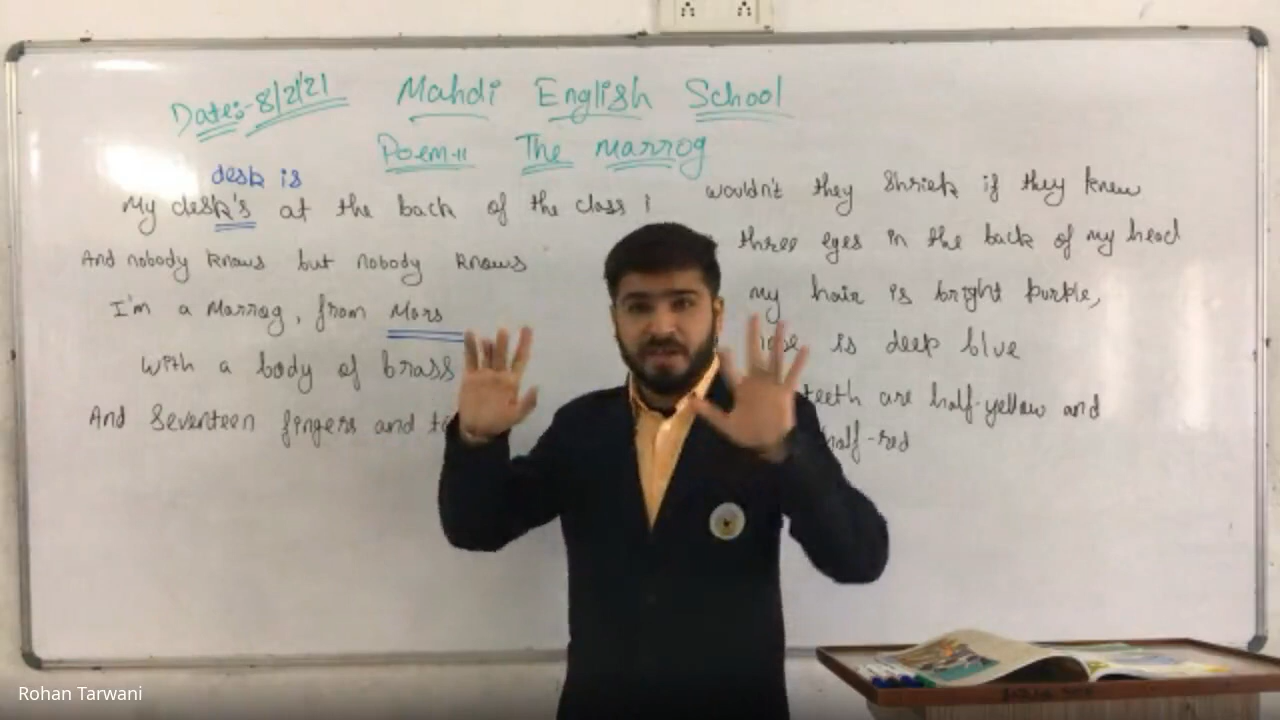 Date:-8/2/21
Mahdi English School
Poem-11 The Marrog
desk is
My desk's at the back of the class
And nobody knows but nobody knows
I'm a Marrog, from Mars
With a body of brass
And Seventeen fingers and
wouldn't they Shriek if they knew
three eyes in the back of my head
my hair is bright purple,
is deep blue
teeth are half-yellow and
half-red
Rohan Tarwani